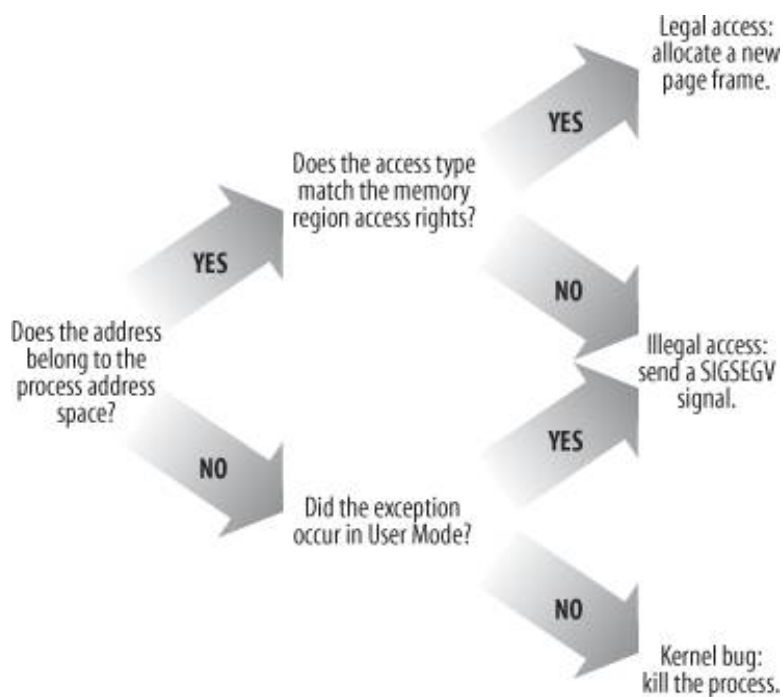 Legal access:
allocate a new
page frame.
YES
Does the access type
match the memory
region access rights?
YES
NO
Does the address
belong to the
process address
space?
Illegal access:
send a SIGSEGV
signal.
NO
YES
Did the exception
occur in User Mode?
NO
Kernel bug:
kill the process.